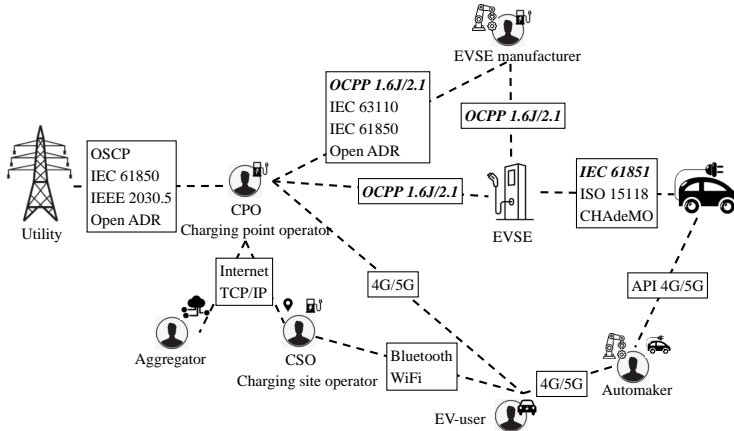 EVSE manufacturer
OCPP 1.6J/2.1
IEC 63110
IEC 61850
Open ADR
OCPP 1.6J/2.1
OSCP
IEC 61850
IEEE 2030.5
Open ADR
Utility
CPO
Charging point operator
OCPP 1.6J/2.1
EVSE
IEC 61851
ISO 15118
CHAdeMO
Internet
TCP/IP
4G/5G
API 4G/5G
Aggregator
CSO
Charging site operator
Bluetooth
WiFi
4G/5G
Automaker
EV-user